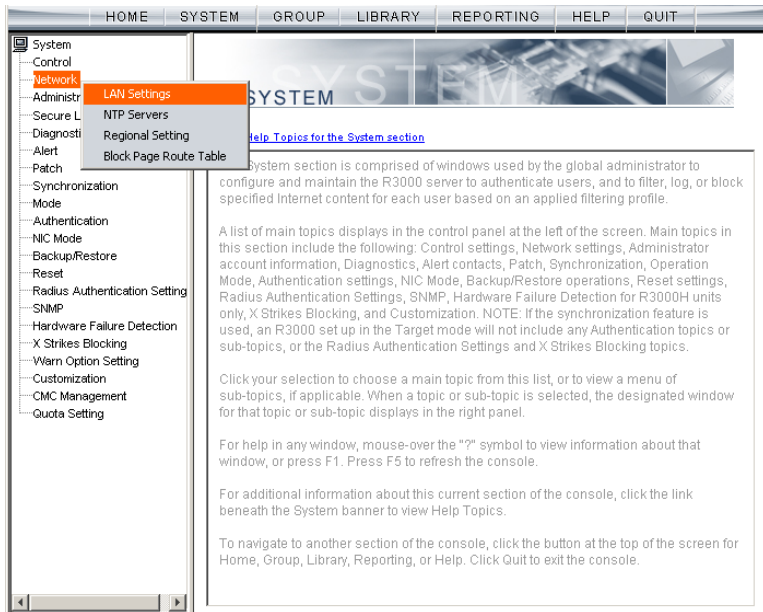 HOME SYSTEM GROUP LIBRARY REPORTING HELP QUIT
System
Control
Network
Administr
Secure L
Diagnosti
Alert
Patch
Synchronization
Mode
Authentication
NIC Mode
Backup/Restore
Reset
Radius Authentication Setting
SNMP
Hardware Failure Detection
X Strikes Blocking
Warn Option Setting
Customization
CMC Management
Quota Setting
LAN Settings
NTP Servers
Regional Setting
Block Page Route Table
SYSTEM
SYSTEM
Help Topics for the System section
System section is comprised of windows used by the global administrator to
configure and maintain the R3000 server to authenticate users, and to filter, log, or block
specified Internet content for each user based on an applied filtering profile.
A list of main topics displays in the control panel at the left of the screen. Main topics in
this section include the following: Control settings, Network settings, Administrator
account information, Diagnostics, Alert contacts, Patch, Synchronization, Operation
Mode, Authentication settings, NIC Mode, Backup/Restore operations, Reset settings,
Radius Authentication Settings, SNMP, Hardware Failure Detection for R3000H units
only, X Strikes Blocking, and Customization. NOTE: If the synchronization feature is
used, an R3000 set up in the Target mode will not include any Authentication topics or
sub-topics, or the Radius Authentication Settings and X Strikes Blocking topics.
Click your selection to choose a main topic from this list, or to view a menu of
sub-topics, if applicable. When a topic or sub-topic is selected, the designated window
for that topic or sub-topic displays in the right panel.
For help in any window, mouse-over the "?" symbol to view information about that
window, or press F1. Press F5 to refresh the console.
For additional information about this current section of the console, click the link
beneath the System banner to view Help Topics.
To navigate to another section of the console, click the button at the top of the screen for
Home, Group, Library, Reporting, or Help. Click Quit to exit the console.